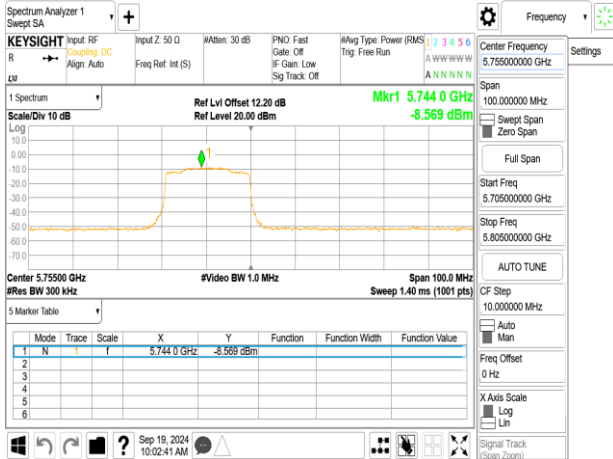 Spectrum Analyzer 1
Swept SA
Frequency
KEYSIGHT
R
LXI
Input: RF
Coupling: DC
Align: Auto
Input Z: 50 Ω
Freq Ref: Int (S)
#Atten: 30 dB
PNO: Fast
Gate: Off
IF Gain: Low
Sig Track: Off
#Avg Type: Power (RMS
Trig: Free Run
1 2 3 4 5 6
A W W W W W
A N N N N N
Settings
1 Spectrum
Scale/Div 10 dB
Ref Lvl Offset 12.20 dB
Ref Level 20.00 dBm
Mkr1 5.744 0 GHz
-8.569 dBm
Log
10.0
0.00
-10.0
-20.0
-30.0
-40.0
-50.0
-60.0
-70.0
1
Center 5.75500 GHz
#Res BW 300 kHz
#Video BW 1.0 MHz
Span 100.0 MHz
Sweep 1.40 ms (1001 pts)
5 Marker Table
Mode Trace Scale X Y Function Function Width Function Value
1 N 1 f 5.744 0 GHz -8.569 dBm
2
3
4
5
6
Sep 19, 2024
10:02:41 AM
Center Frequency
5.755000000 GHz
Span
100.000000 MHz
Swept Span
Zero Span
Full Span
Start Freq
5.705000000 GHz
Stop Freq
5.805000000 GHz
AUTO TUNE
CF Step
10.000000 MHz
Auto
Man
Freq Offset
0 Hz
X Axis Scale
Log
Lin
Signal Track
(Span Zoom)